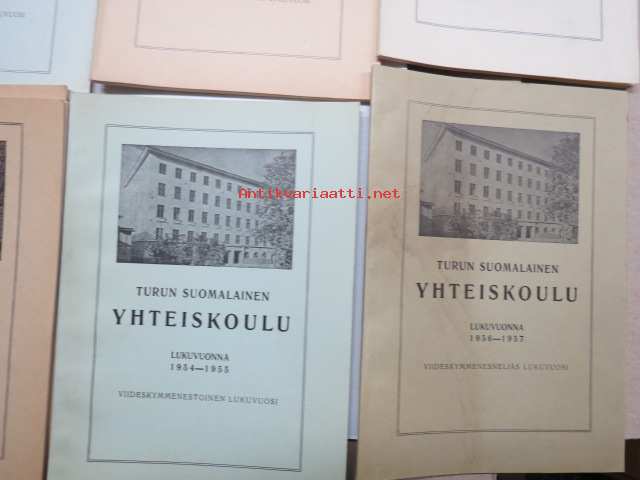 Antikvariaatti.net
TURUN SUOMALAINEN
YHTEISKOULU
LUKUVUONNA
1954—1955
VIIDESKYMMENESTOINEN LUKUVUOSI
TURUN SUOMALAINEN
YHTEISKOULU
LUKUVUONNA
1956—1957
VIIDESKYMMENESNELJÄS LUKUVUOSI